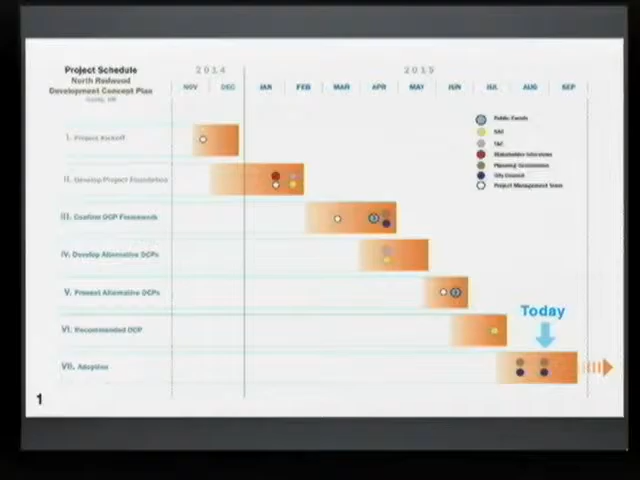 Project Schedule
North Redwood
Development Concept Plan
2014
2015
NOV DEC JAN FEB MAR APR MAY JUN JUL AUG SEP
I. Project Kickoff
II. Develop Project Foundation
III. Confirm DCP Framework
IV. Develop Alternative DCPs
V. Present Alternative DCPs
VI. Recommended DCP
VII. Adoption
Public Events
SAC
TAC
Stakeholder Interviews
Planning Commission
City Council
Project Management Team
Today
1